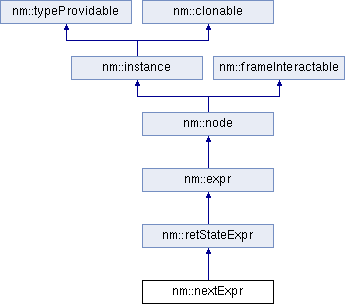 nm::typeProvidable
nm::clonable
nm::instance
nm::frameInteractable
nm::node
nm::expr
nm::retStateExpr
nm::nextExpr